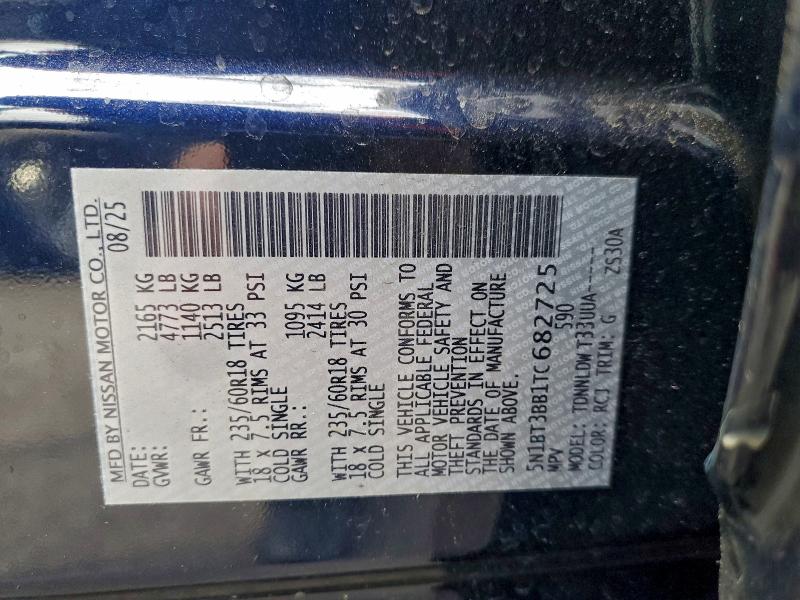 MFD BY NISSAN MOTOR CO., LTD.
DATE: 08/25
GVWR: 2165 KG
4773 LB
GAWR FR.: 1140 KG
2513 LB
WITH 235/60R18 TIRES
18 X 7.5 RIMS AT 33 PSI
COLD SINGLE
GAWR RR.: 1095 KG
2414 LB
WITH 235/60R18 TIRES
18 X 7.5 RIMS AT 30 PSI
COLD SINGLE
THIS VEHICLE CONFORMS TO
ALL APPLICABLE FEDERAL
MOTOR VEHICLE SAFETY AND
THEFT PREVENTION
STANDARDS IN EFFECT ON
THE DATE OF MANUFACTURE
SHOWN ABOVE.
5N1BT3BB1TC682725
MPV 590
MODEL: TDNNLDW T33UUA------
COLOR: RCJ TRIM: G ZS30A